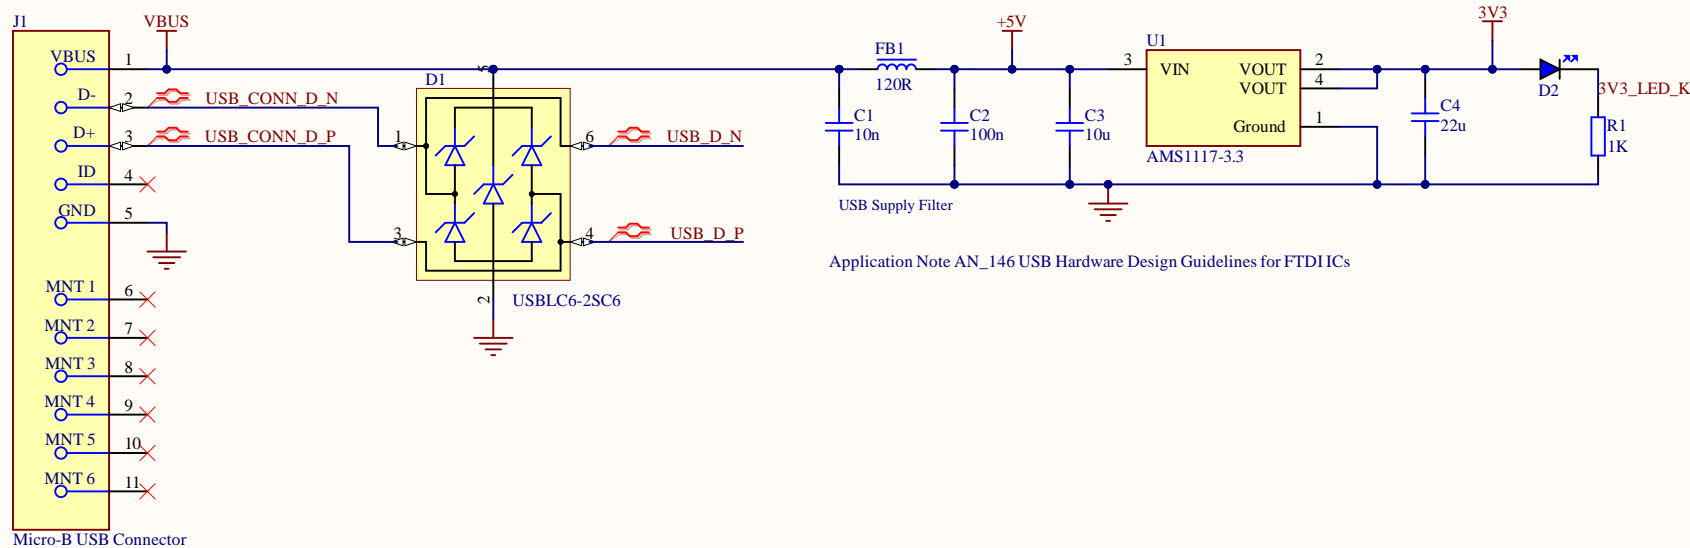 J1
VBUS
VBUS
1
D-
2
USB_CONN_D_N
D+
3
USB_CONN_D_P
ID
4
GND
5
MNT 1
6
MNT 2
7
MNT 3
8
MNT 4
9
MNT 5
10
MNT 6
11
Micro-B USB Connector
D1
5
1
6
USB_D_N
3
4
USB_D_P
2
USBLC6-2SC6
FB1
120R
+5V
C1
10n
C2
100n
C3
10u
USB Supply Filter
U1
3
VIN
VOUT
2
VOUT
4
Ground
1
AMS1117-3.3
3V3
C4
22u
D2
3V3_LED_K
R1
1K
Application Note AN_146 USB Hardware Design Guidelines for FTDI ICs